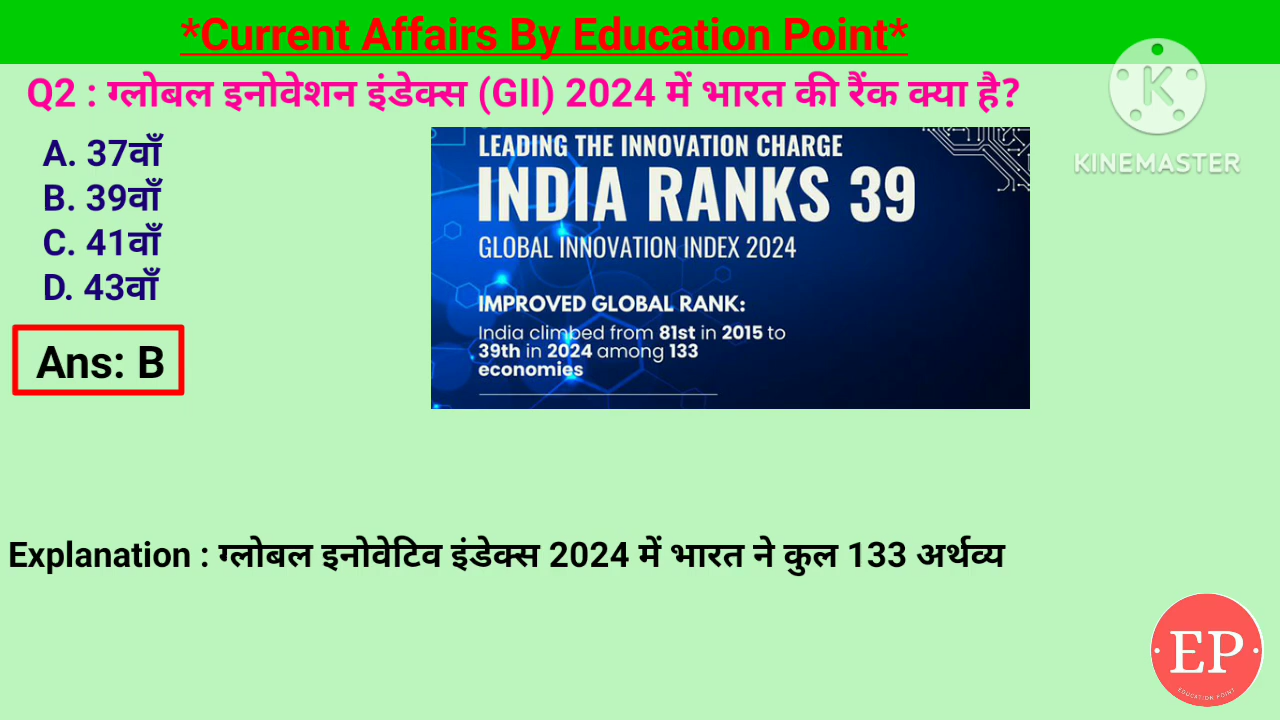 *Current Affairs By Education Point*
Q2 : ग्लोबल इनोवेशन इंडेक्स (GII) 2024 में भारत की रैंक क्या है?
A. 37वाँ
B. 39वाँ
C. 41वाँ
D. 43वाँ
Ans: B
LEADING THE INNOVATION CHARGE
INDIA RANKS 39
GLOBAL INNOVATION INDEX 2024
IMPROVED GLOBAL RANK:
India climbed from 81st in 2015 to
39th in 2024 among 133
economies
K
KINEMASTER
Explanation : ग्लोबल इनोवेटिव इंडेक्स 2024 में भारत ने कुल 133 अर्थव्य
EP
EDUCATION POINT